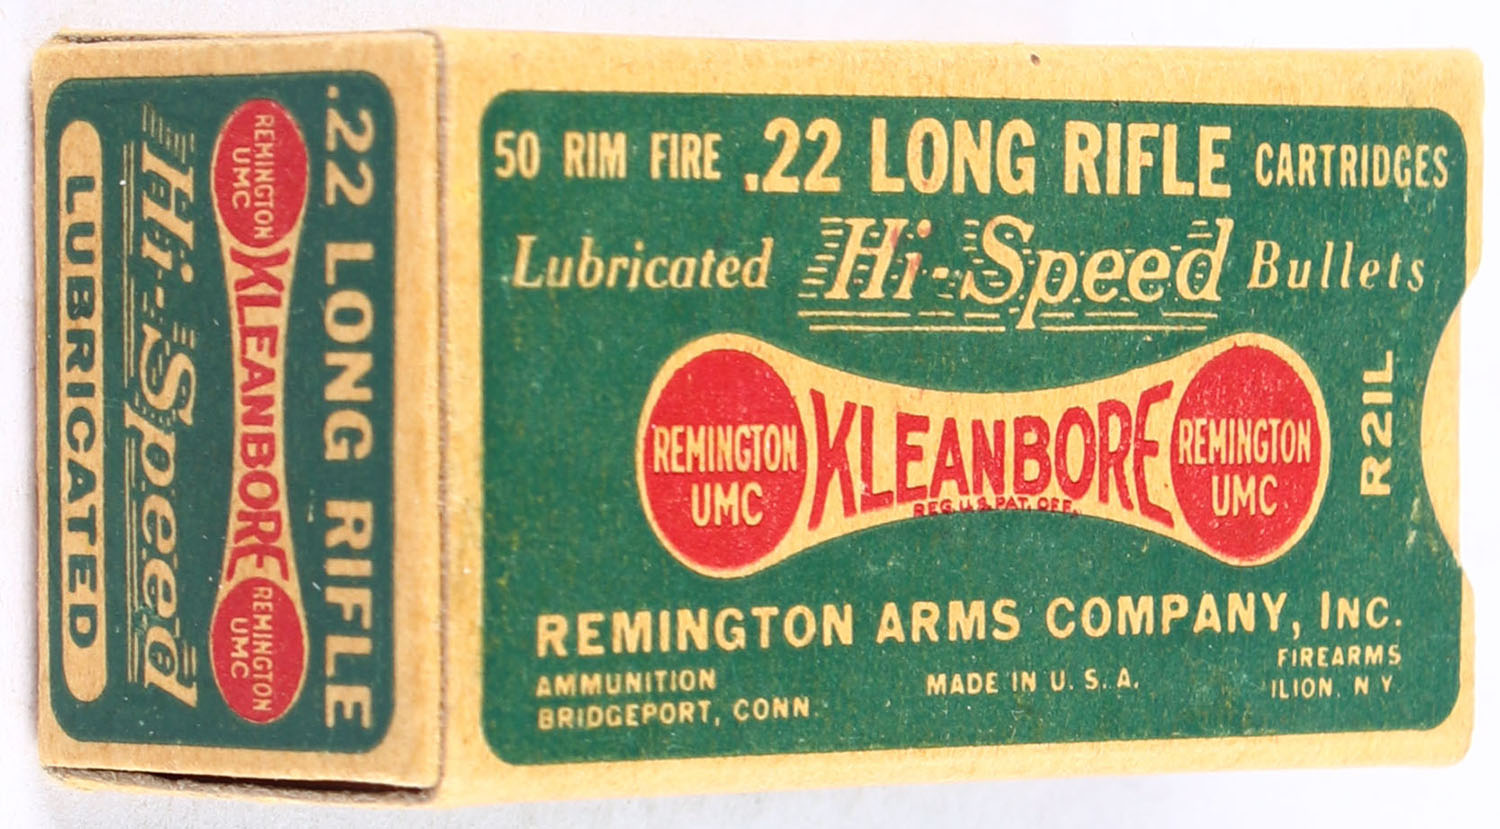 .22 LONG RIFLE
REMINGTON
UMC
KLEANBORE
REMINGTON
UMC
Hi-Speed
LUBRICATED
50 RIM FIRE .22 LONG RIFLE CARTRIDGES
Lubricated Hi-Speed Bullets
REMINGTON
UMC
KLEANBORE
REG. U.S. PAT. OFF.
REMINGTON
UMC
R21L
REMINGTON ARMS COMPANY, INC.
AMMUNITION
BRIDGEPORT, CONN.
MADE IN U. S. A.
FIREARMS
ILION, N Y